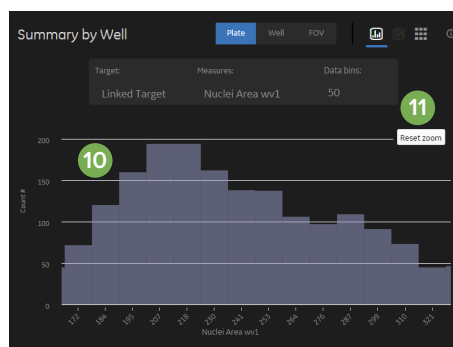 Summary by Well
Plate Well FOV
Target: Measures: Data bins:
Linked Target Nuclei Area wv1 50
11
Reset zoom
10
200
150
100
50
0
Count #
172 184 195 207 218 230 241 253 264 276 287 299 310 321
Nuclei Area wv1